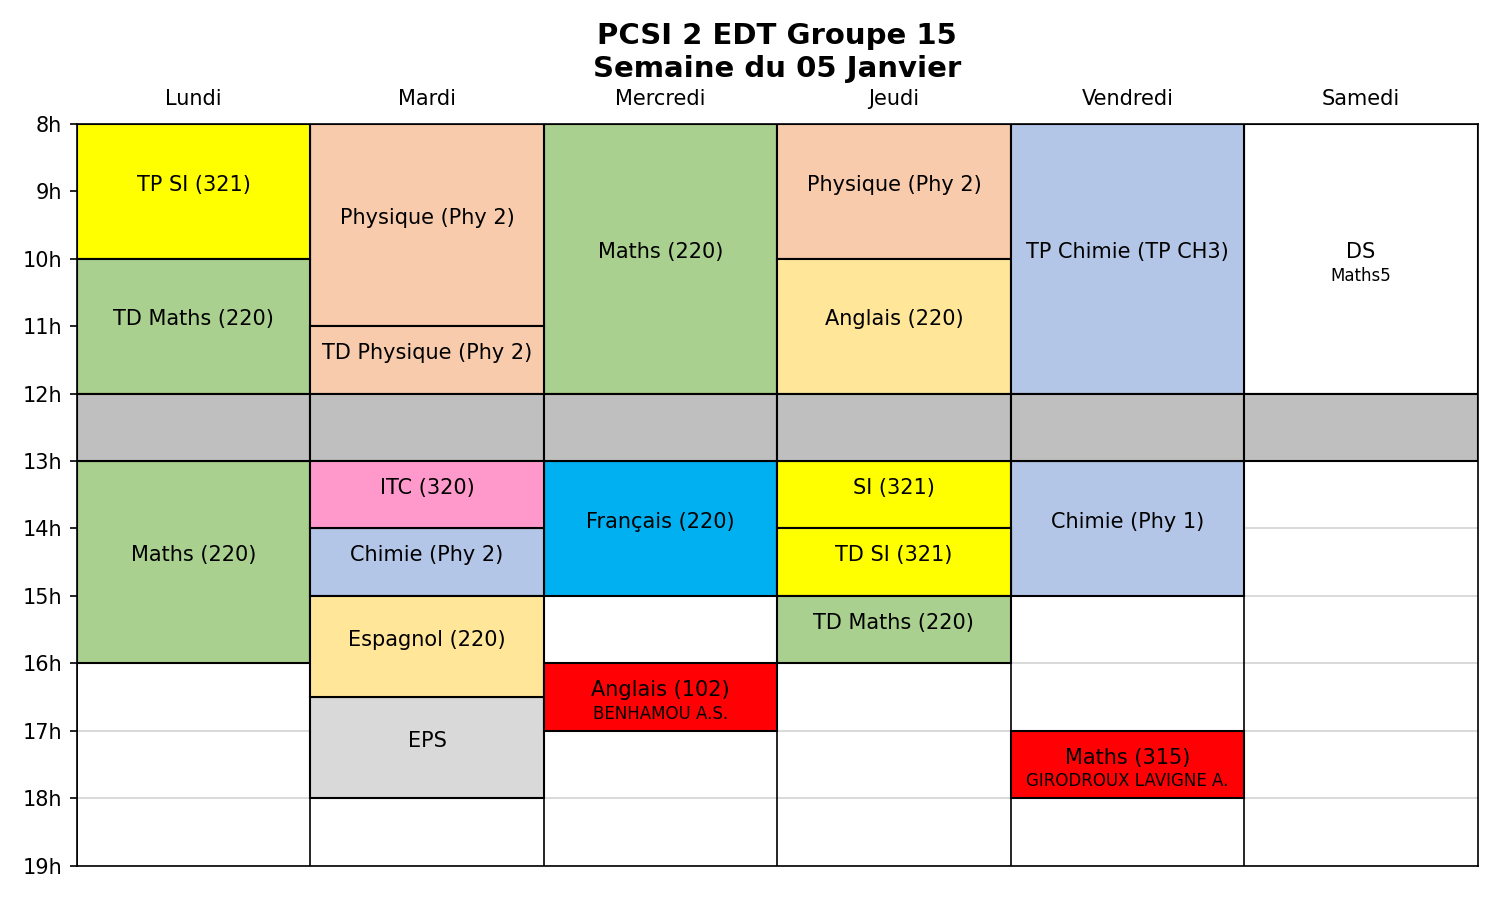 PCSI 2 EDT Groupe 15
Semaine du 05 Janvier
Lundi
Mardi
Mercredi
Jeudi
Vendredi
Samedi
8h
9h
10h
11h
12h
13h
14h
15h
16h
17h
18h
19h
TP SI (321)
TD Maths (220)
Maths (220)
Physique (Phy 2)
TD Physique (Phy 2)
ITC (320)
Chimie (Phy 2)
Espagnol (220)
EPS
Maths (220)
Français (220)
Anglais (102)
BENHAMOU A.S.
Physique (Phy 2)
Anglais (220)
SI (321)
TD SI (321)
TD Maths (220)
TP Chimie (TP CH3)
Chimie (Phy 1)
Maths (315)
GIRODROUX LAVIGNE A.
DS
Maths5